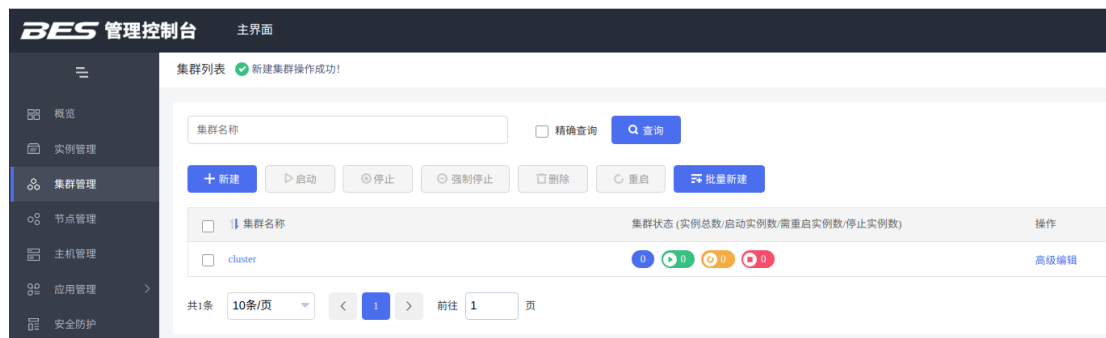 BES 管理控制台 主界面
集群列表 新建集群操作成功!
概览
实例管理
集群管理
节点管理
主机管理
应用管理
安全防护
集群名称 精确查询 查询
新建 启动 停止 强制停止 删除 重启 批量新建
集群名称 集群状态 (实例总数/启动实例数/需重启实例数/停止实例数) 操作
cluster 0 0 0 0 高级编辑
共1条 10条/页 1 前往 1 页